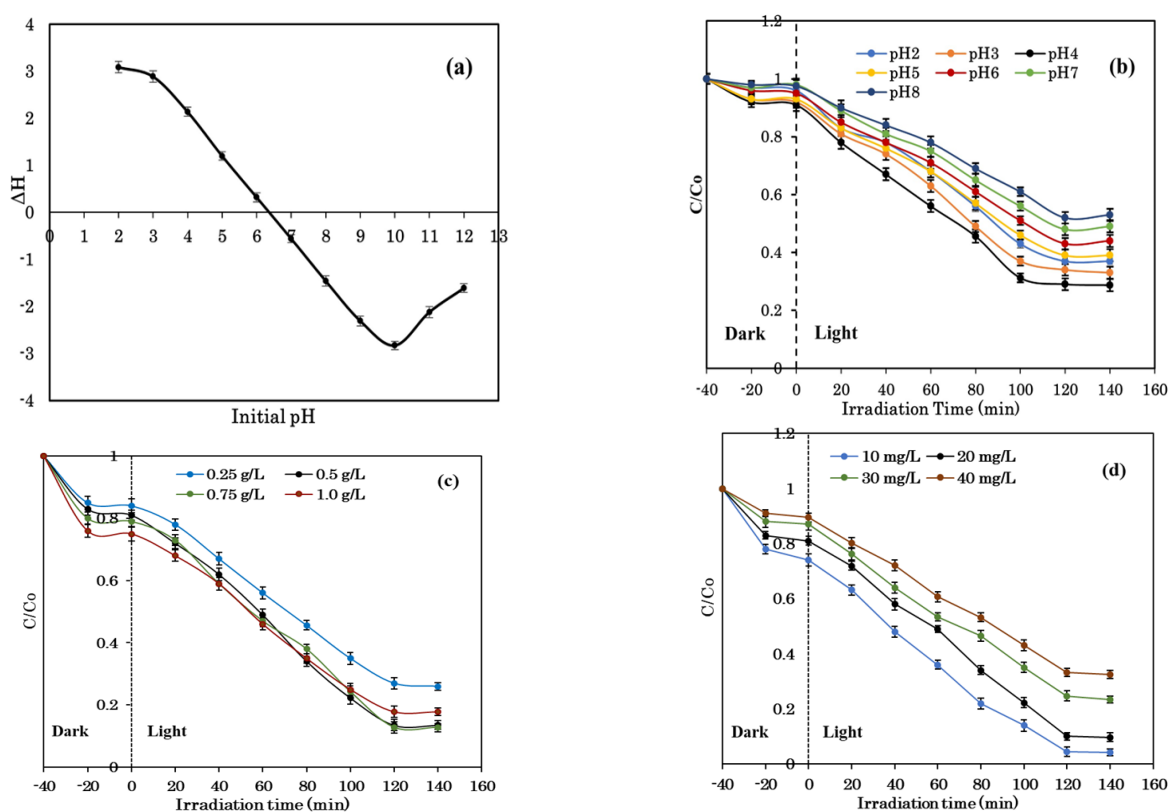 4
3
2
1
0
-1
-2
-3
-4
ΔH
(a)
0 1 2 3 4 5 6 7 8 9 10 11 12 13
Initial pH
1.2
1
0.8
0.6
0.4
0.2
0
C/Co
pH2 pH3 pH4
pH5 pH6 pH7
pH8
(b)
Dark Light
-40 -20 0 20 40 60 80 100 120 140 160
Irradiation Time (min)
1
0.8
0.6
0.4
0.2
0
C/Co
0.25 g/L 0.5 g/L
0.75 g/L 1.0 g/L
(c)
Dark Light
-40 -20 0 20 40 60 80 100 120 140 160
Irradiation time (min)
1.2
1
0.8
0.6
0.4
0.2
0
C/Co
10 mg/L 20 mg/L
30 mg/L 40 mg/L
(d)
Dark Light
-40 -20 0 20 40 60 80 100 120 140 160
Irradiation time (min)